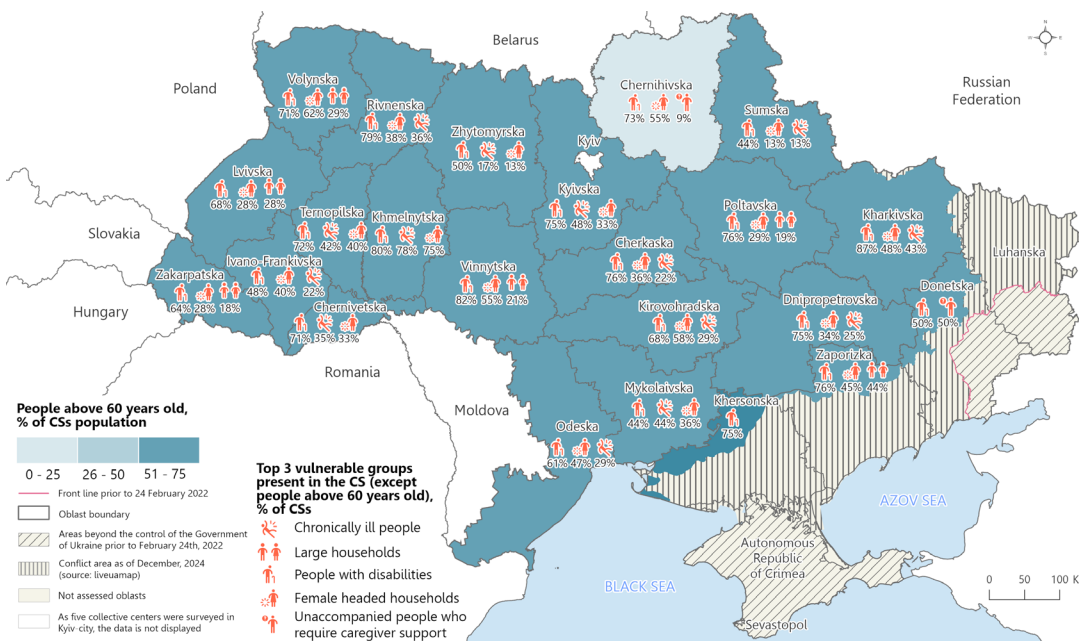 Belarus
N
W E
S
Poland
Russian
Federation
Volynska
71% 62% 29%
Rivnenska
79% 38% 36%
Zhytomyrska
50% 17% 13%
Kyiv
Chernihivska
73% 55% 9%
Sumska
44% 13% 13%
Lvivska
68% 28% 28%
Ternopilska
72% 42% 40%
Khmelnytska
80% 78% 75%
Kyivska
75% 48% 33%
Poltavska
76% 29% 19%
Kharkivska
87% 48% 43%
Slovakia
Luhanska
Cherkaska
76% 36% 22%
Zakarpatska
64% 28% 18%
Ivano-Frankivska
48% 40% 22%
Vinnytska
82% 55% 21%
Donetska
50% 50%
Hungary
Chernivetska
71% 35% 33%
Kirovohradska
68% 58% 29%
Dnipropetrovska
75% 34% 25%
Zaporizka
76% 45% 44%
Romania
Mykolaivska
44% 44% 36%
Khersonska
75%
Moldova
Odeska
61% 47% 29%
AZOV SEA
BLACK SEA
Autonomous
Republic
of Crimea
Sevastopol
0 50 100 K
People above 60 years old,
% of CSs population
0 - 25 26 - 50 51 - 75
Front line prior to 24 February 2022
Oblast boundary
Areas beyond the control of the Government
of Ukraine prior to February 24th, 2022
Conflict area as of December, 2024
(source: liveuamap)
Not assessed oblasts
As five collective centers were surveyed in
Kyiv-city, the data is not displayed
Top 3 vulnerable groups
present in the CS (except
people above 60 years old),
% of CSs
Chronically ill people
Large households
People with disabilities
Female headed households
Unaccompanied people who
require caregiver support